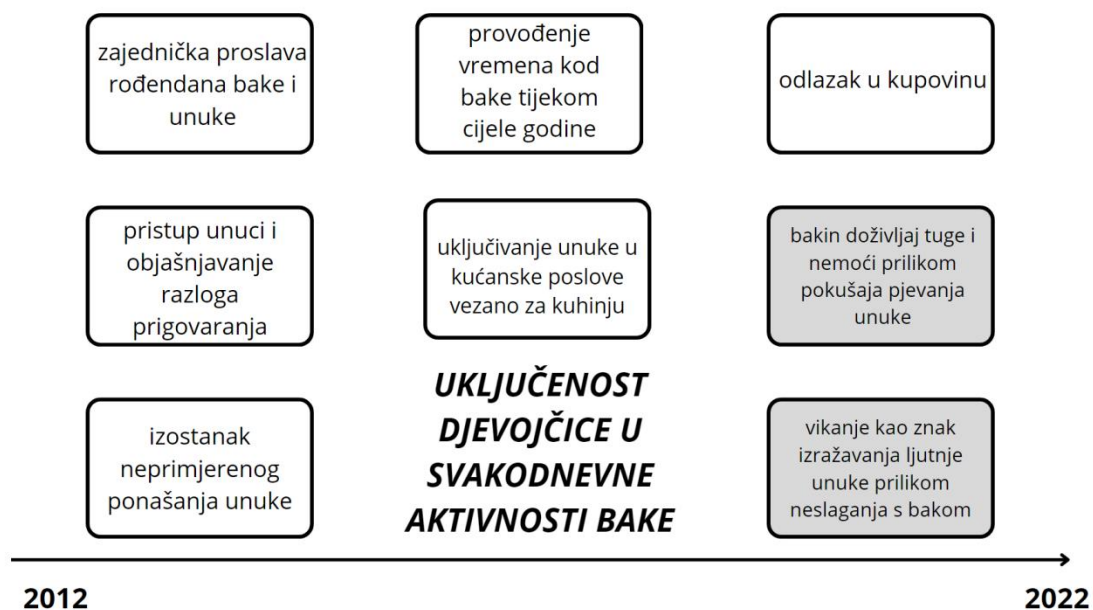 zajednička proslava
rođendana bake i
unuke
provođenje
vremena kod
bake tijekom
cijele godine
odlazak u kupovinu
pristup unuci i
objašnjavanje
razloga
prigovaranja
uključivanje unuke u
kućanske poslove
vezano za kuhinju
bakin doživljaj tuge i
nemoći prilikom
pokušaja pjevanja
unuke
izostanak
neprimjerenog
ponašanja unuke
UKLJUČENOST
DJEVOJČICE U
SVAKODNEVNE
AKTIVNOSTI BAKE
vikanje kao znak
izražavanja ljutnje
unuke prilikom
neslaganja s bakom
2012
2022